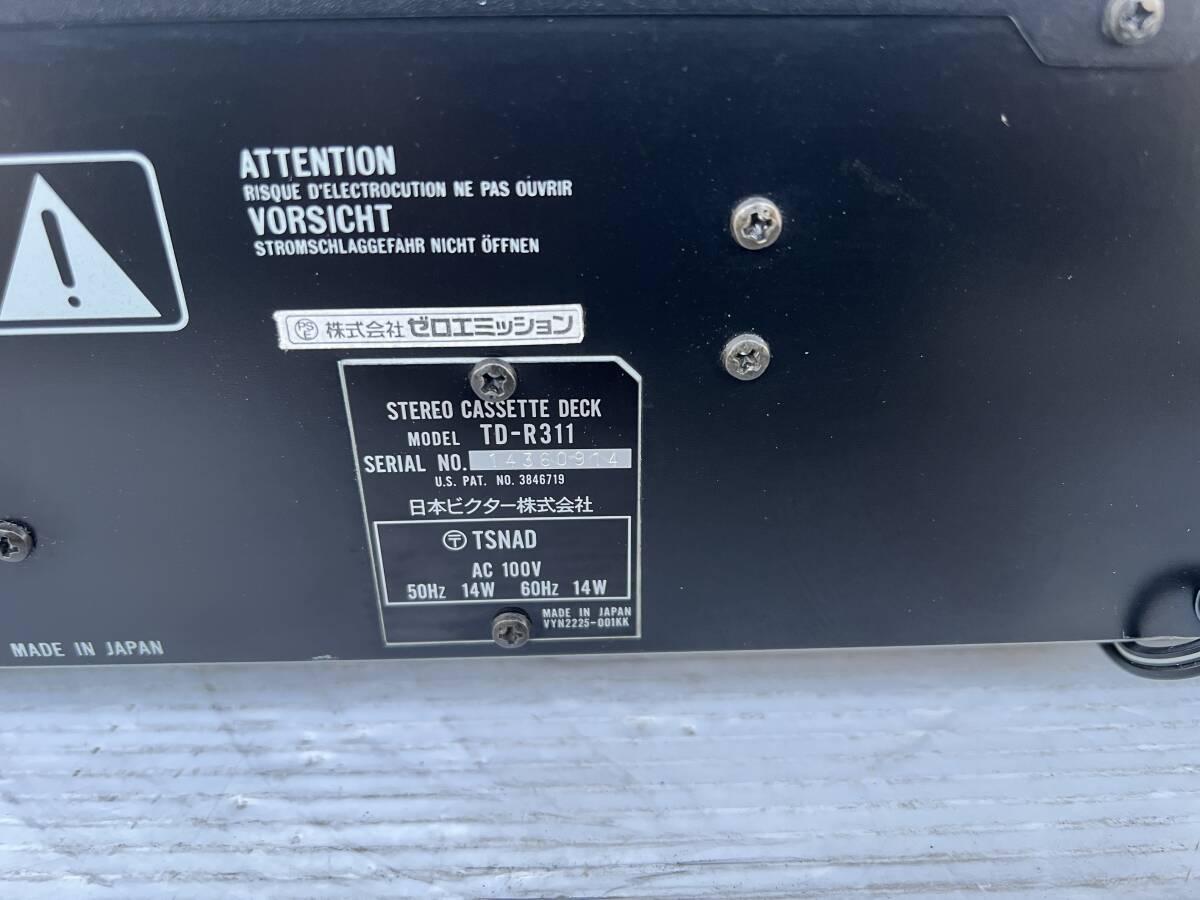 ATTENTION
RISQUE D'ELECTROCUTION NE PAS OUVRIR
VORSICHT
STROMSCHLAGGEFAHR NICHT ÖFFNEN
PSE 株式会社ゼロエミッション
STEREO CASSETTE DECK
MODEL TD-R311
SERIAL NO. 14360914
U.S. PAT. NO. 3846719
日本ビクター株式会社
〒 TSNAD
AC 100V
50Hz 14W 60Hz 14W
MADE IN JAPAN
VYN2225-001KK
MADE IN JAPAN